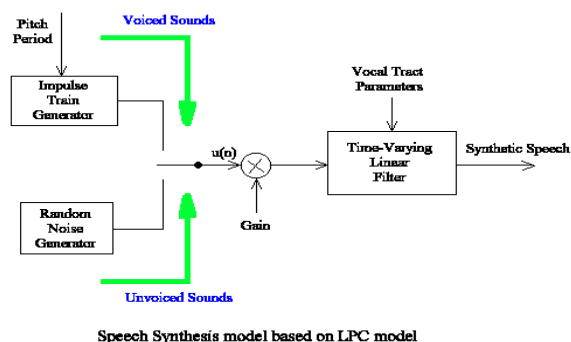 Pitch
Period
Voiced Sounds
Impulse
Train
Generator
Vocal Tract
Parameters
u(n)
Time-Varying
Linear
Filter
Synthetic Speech
Random
Noise
Generator
Gain
Unvoiced Sounds
Speech Synthesis model based on LPC model